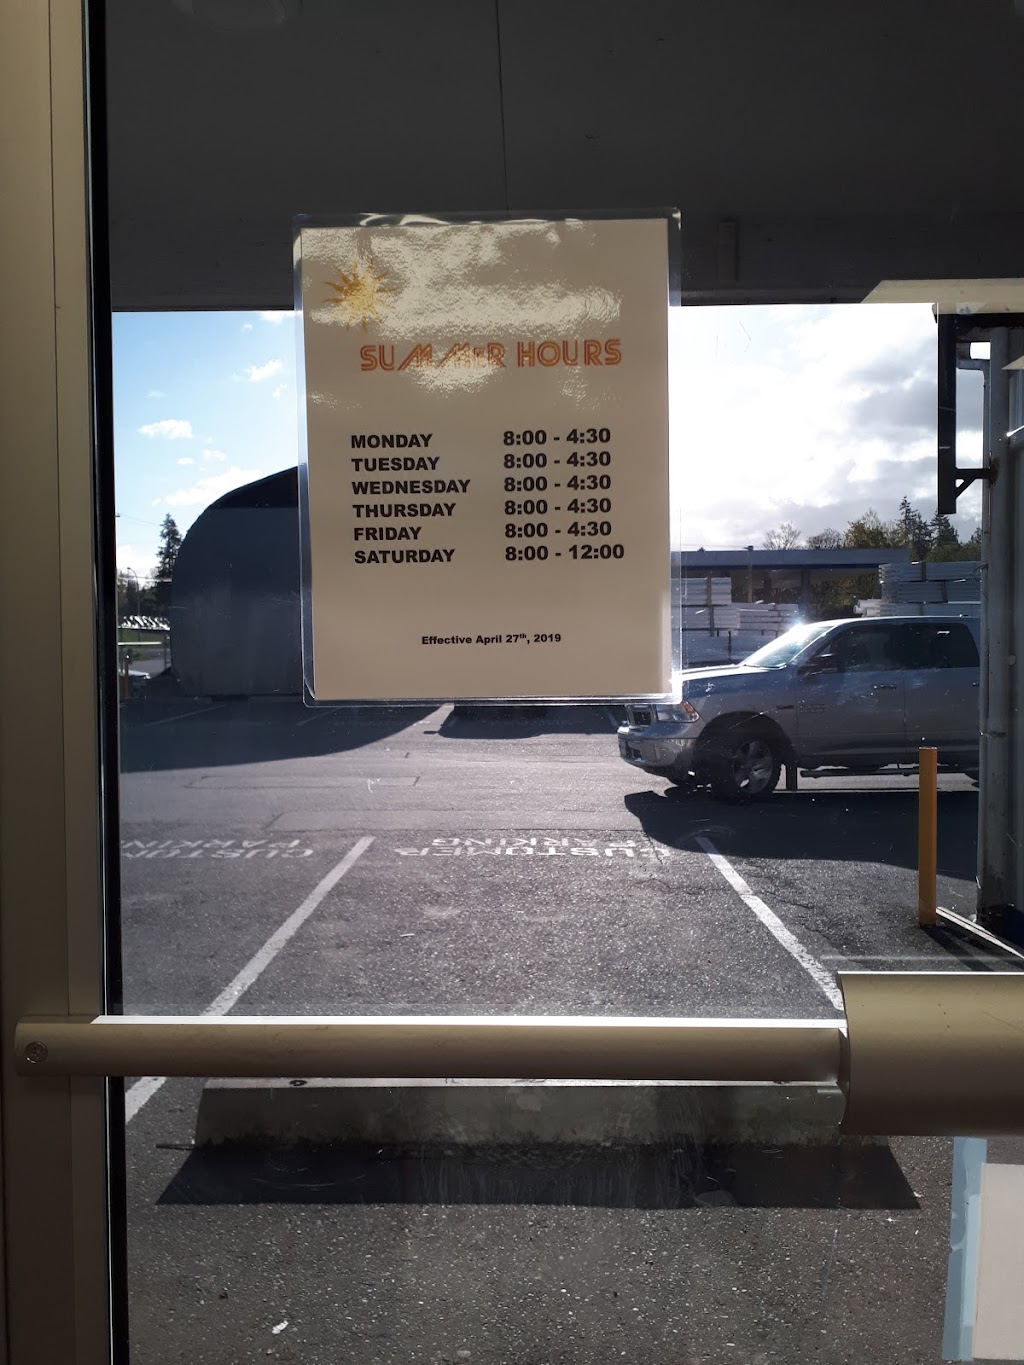 SUMMER HOURS
MONDAY 8:00 - 4:30
TUESDAY 8:00 - 4:30
WEDNESDAY 8:00 - 4:30
THURSDAY 8:00 - 4:30
FRIDAY 8:00 - 4:30
SATURDAY 8:00 - 12:00
Effective April 27th, 2019
CUSTOM
PARKIN
CUSTOMER
PARKING